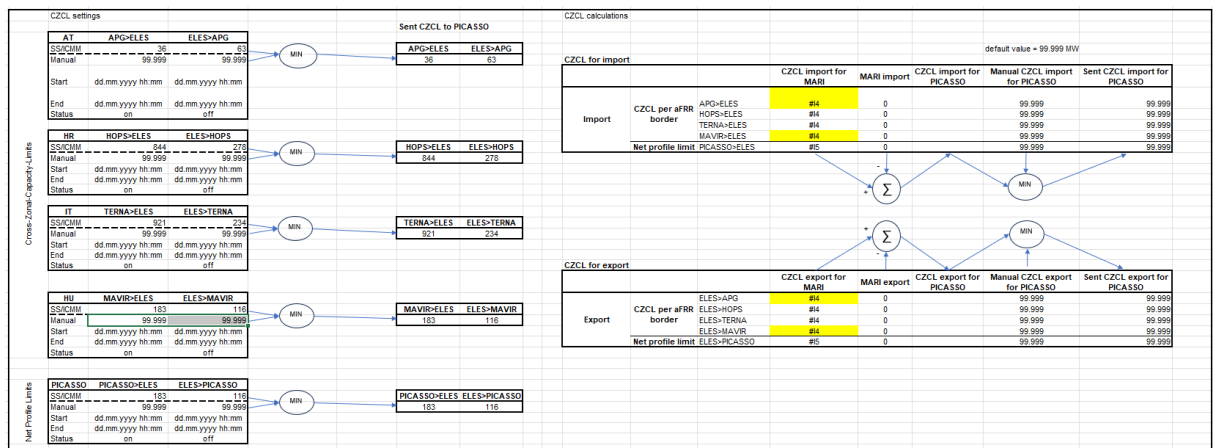 CZCL settings
Sent CZCL to PICASSO
AT APG>ELES ELES>APG
SS/ICMM 36 63
Manual 99.999 99.999
Start dd.mm.yyyy hh:mm dd.mm.yyyy hh:mm
End dd.mm.yyyy hh:mm dd.mm.yyyy hh:mm
Status on off
MIN
APG>ELES ELES>APG
36 63
Cross-Zonal-Capacity-Limits
HR HOPS>ELES ELES>HOPS
SS/ICMM 844 278
Manual 99.999 99.999
Start dd.mm.yyyy hh:mm dd.mm.yyyy hh:mm
End dd.mm.yyyy hh:mm dd.mm.yyyy hh:mm
Status on off
MIN
HOPS>ELES ELES>HOPS
844 278
IT TERNA>ELES ELES>TERNA
SS/ICMM 921 234
Manual 99.999 99.999
Start dd.mm.yyyy hh:mm dd.mm.yyyy hh:mm
End dd.mm.yyyy hh:mm dd.mm.yyyy hh:mm
Status on off
MIN
TERNA>ELES ELES>TERNA
921 234
HU MAVIR>ELES ELES>MAVIR
SS/ICMM 183 116
Manual 99.999 99.999
Start dd.mm.yyyy hh:mm dd.mm.yyyy hh:mm
End dd.mm.yyyy hh:mm dd.mm.yyyy hh:mm
Status on off
MIN
MAVIR>ELES ELES>MAVIR
183 116
Net Profile Limits
PICASSO PICASSO>ELES ELES>PICASSO
SS/ICMM 183 116
Manual 99.999 99.999
Start dd.mm.yyyy hh:mm dd.mm.yyyy hh:mm
End dd.mm.yyyy hh:mm dd.mm.yyyy hh:mm
Status on off
MIN
PICASSO>ELES ELES>PICASSO
183 116
CZCL calculations
default value = 99.999 MW
CZCL for import
CZCL import for MARI import CZCL import for Manual CZCL import Sent CZCL import for
MARI PICASSO for PICASSO PICASSO
Import CZCL per aFRR border
APG>ELES #I4 0 99.999 99.999
HOPS>ELES #I4 0 99.999 99.999
TERNA>ELES #I4 0 99.999 99.999
MAVIR>ELES #I4 0 99.999 99.999
Net profile limit PICASSO>ELES #I5 0 99.999 99.999
-
+ Σ MIN
+ Σ MIN
-
CZCL for export
CZCL export for MARI export CZCL export for Manual CZCL export Sent CZCL export for
MARI PICASSO for PICASSO PICASSO
Export CZCL per aFRR border
ELES>APG #I4 0 99.999 99.999
ELES>HOPS #I4 0 99.999 99.999
ELES>TERNA #I4 0 99.999 99.999
ELES>MAVIR #I4 0 99.999 99.999
Net profile limit ELES>PICASSO #I5 0 99.999 99.999